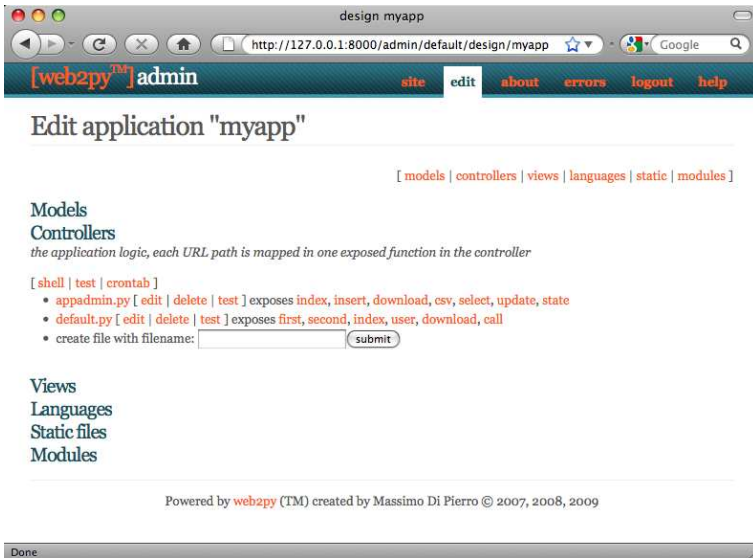 design myapp
http://127.0.0.1:8000/admin/default/design/myapp
Google
[web2py™] admin
site edit about errors logout help
Edit application "myapp"
[ models | controllers | views | languages | static | modules ]
Models
Controllers
the application logic, each URL path is mapped in one exposed function in the controller
[ shell | test | crontab ]
• appadmin.py [ edit | delete | test ] exposes index, insert, download, csv, select, update, state
• default.py [ edit | delete | test ] exposes first, second, index, user, download, call
• create file with filename: submit
Views
Languages
Static files
Modules
Powered by web2py (TM) created by Massimo Di Pierro © 2007, 2008, 2009
Done